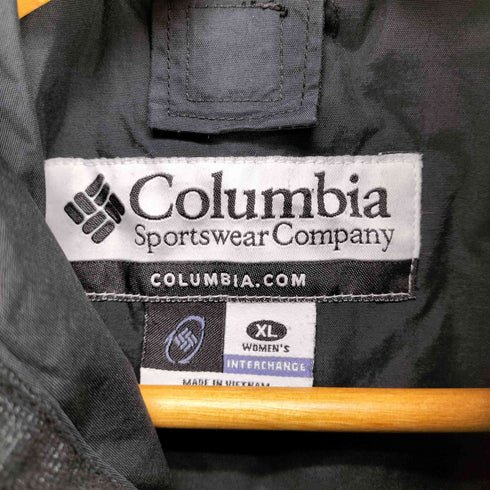 Columbia
Sportswear Company
COLUMBIA.COM
XL
WOMEN'S
INTERCHANGE
MADE IN VIETNAM